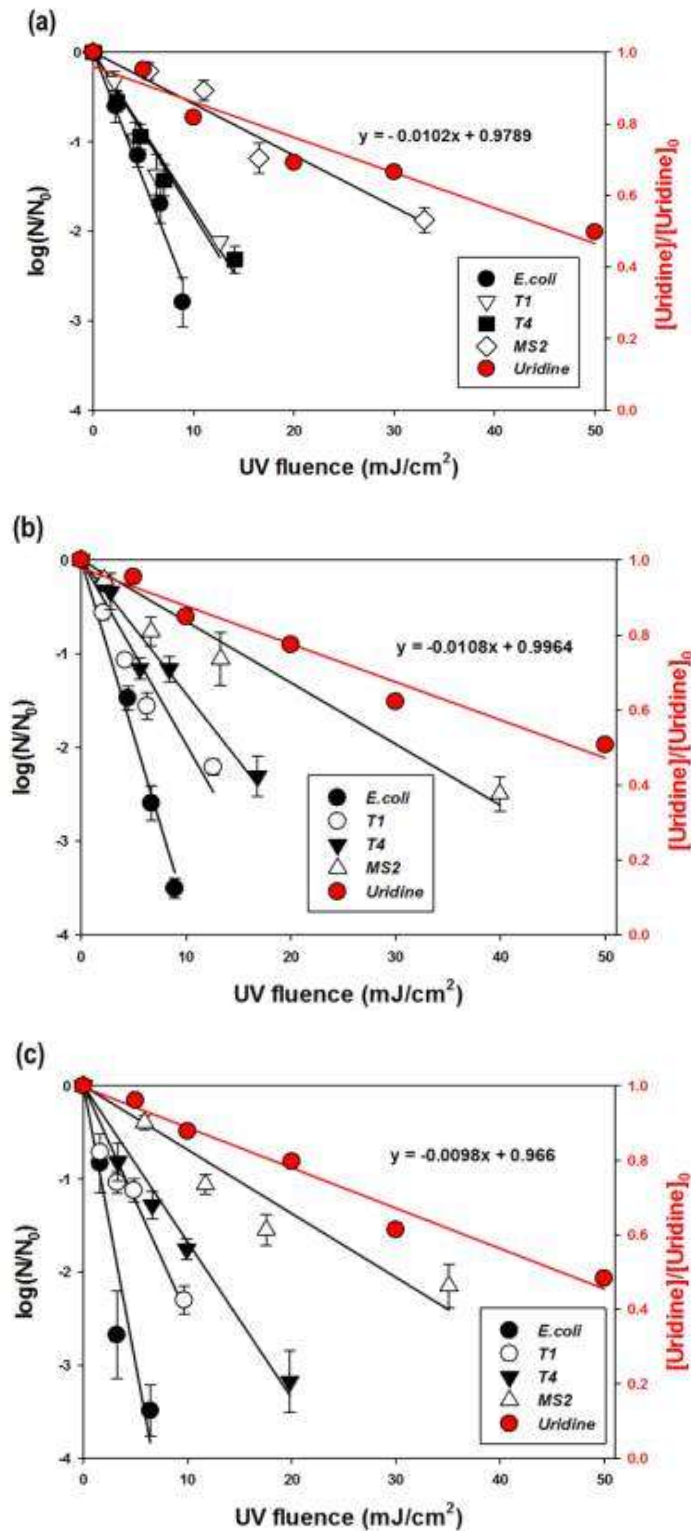 (a)
0
-1
-2
-3
-4
log(N/N0)
1.0
0.8
0.6
0.4
0.2
0.0
[Uridine]/[Uridine]0
y = - 0.0102x + 0.9789
E.coli
T1
T4
MS2
Uridine
0 10 20 30 40 50
UV fluence (mJ/cm2)
(b)
0
-1
-2
-3
-4
log(N/N0)
1.0
0.8
0.6
0.4
0.2
0.0
[Uridine]/[Uridine]0
y = -0.0108x + 0.9964
E.coli
T1
T4
MS2
Uridine
0 10 20 30 40 50
UV fluence (mJ/cm2)
(c)
0
-1
-2
-3
-4
log(N/N0)
1.0
0.8
0.6
0.4
0.2
0.0
[Uridine]/[Uridine]0
y = -0.0098x + 0.966
E.coli
T1
T4
MS2
Uridine
0 10 20 30 40 50
UV fluence (mJ/cm2)